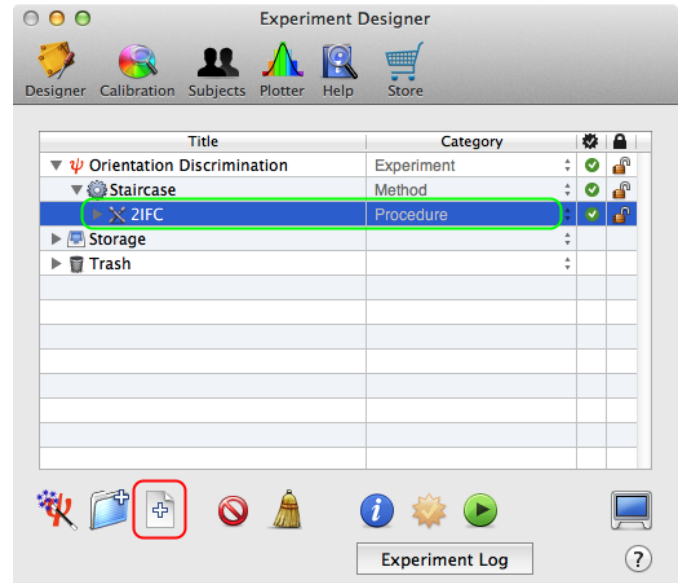 Experiment Designer
Designer Calibration Subjects Plotter Help Store
Title Category
ψ Orientation Discrimination Experiment
Staircase Method
2IFC Procedure
Storage
Trash
Experiment Log ?